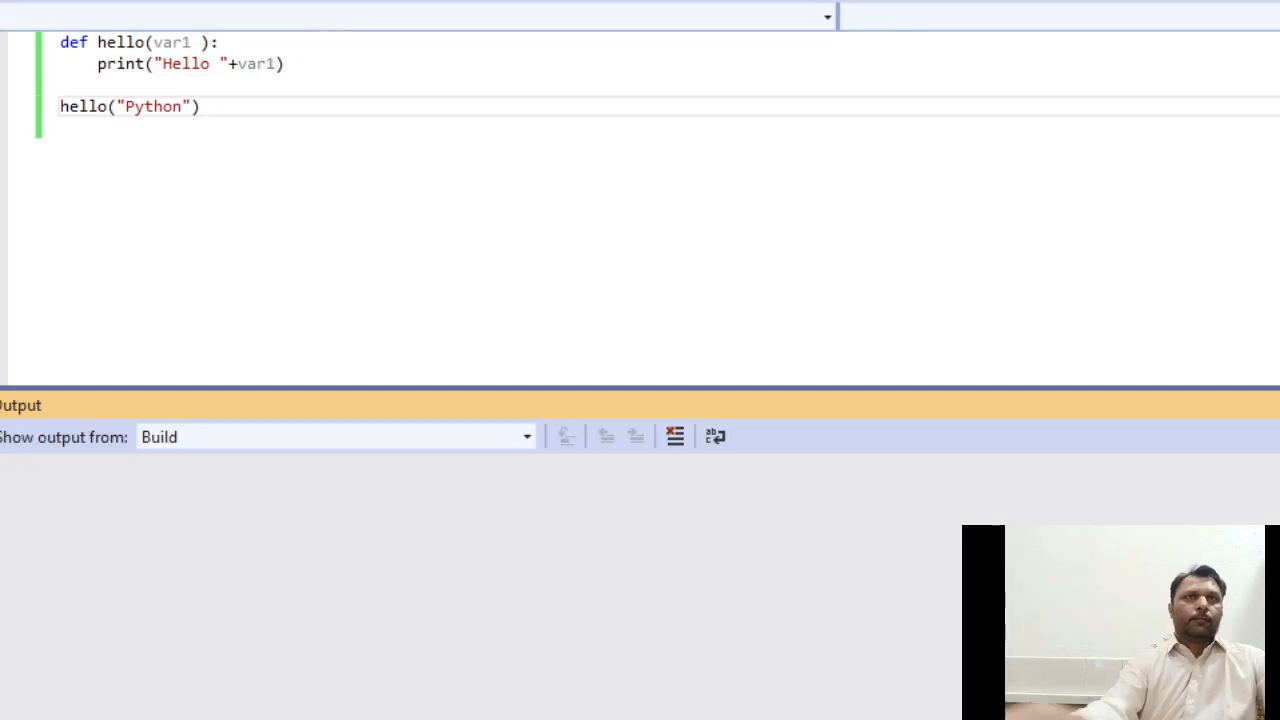 def hello(var1 ):
    print("Hello "+var1)
hello("Python")
Output
Show output from: Build